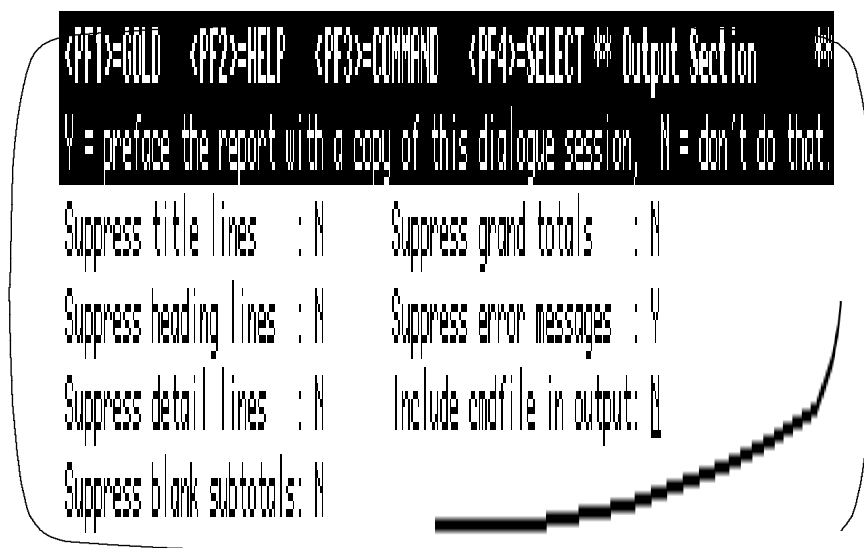 <PF1>=GOLD <PF2>=HELP <PF3>=COMMAND <PF4>=SELECT ** Output Section **
Y = preface the report with a copy of this dialogue session, N = don't do that.
Suppress title lines : N Suppress grand totals : N
Suppress heading lines : N Suppress error messages : Y
Suppress detail lines : N Include cmdfile in output: N
Suppress blank subtotals: N